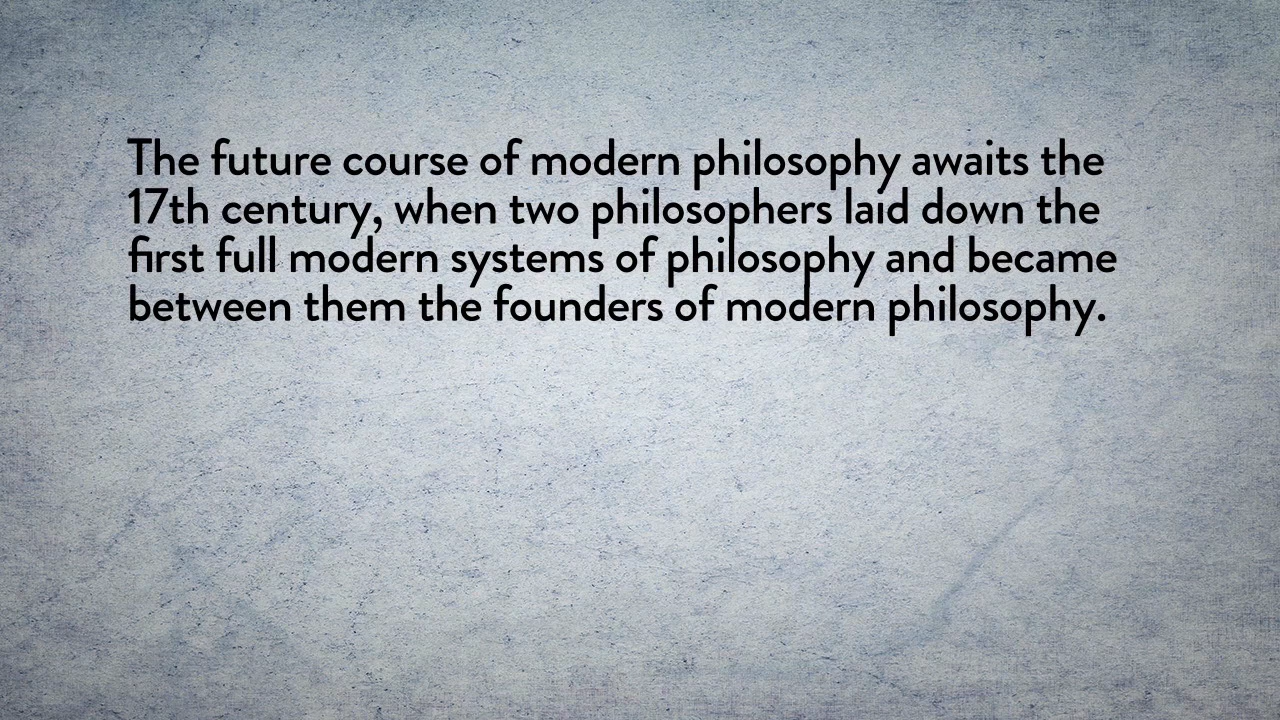 The future course of modern philosophy awaits the
17th century, when two philosophers laid down the
first full modern systems of philosophy and became
between them the founders of modern philosophy.